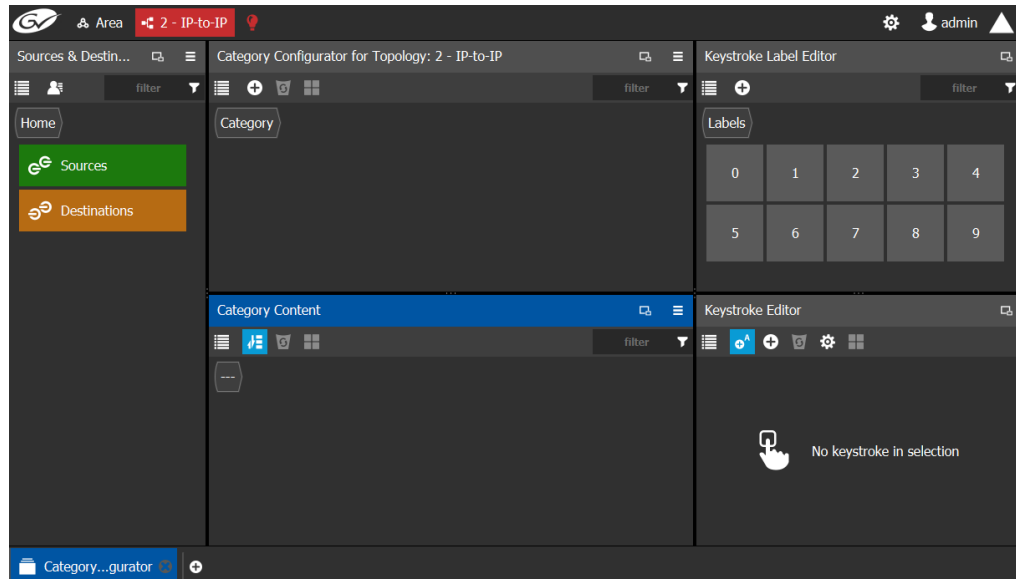 GV Area 2 - IP-to-IP admin
Sources & Destin...
filter
Home
Sources
Destinations
Category Configurator for Topology: 2 - IP-to-IP
filter
Category
Keystroke Label Editor
filter
Labels
0 1 2 3 4
5 6 7 8 9
Category Content
filter
---
Keystroke Editor
No keystroke in selection
Category...gurator